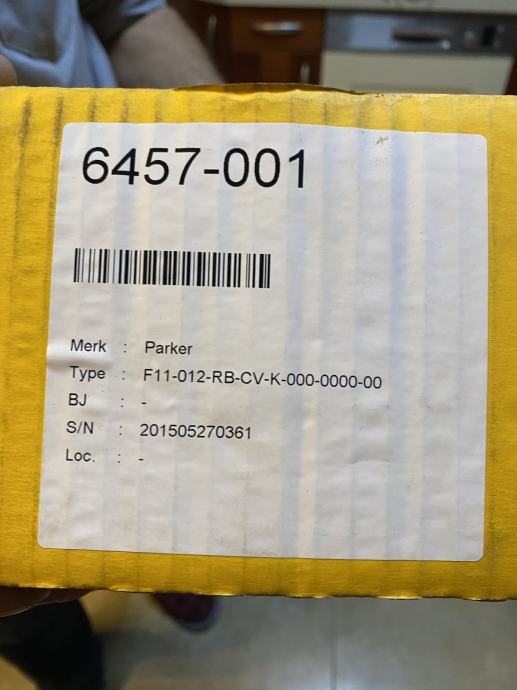 6457-001
Merk : Parker
Type : F11-012-RB-CV-K-000-0000-00
BJ : -
S/N : 201505270361
Loc. : -